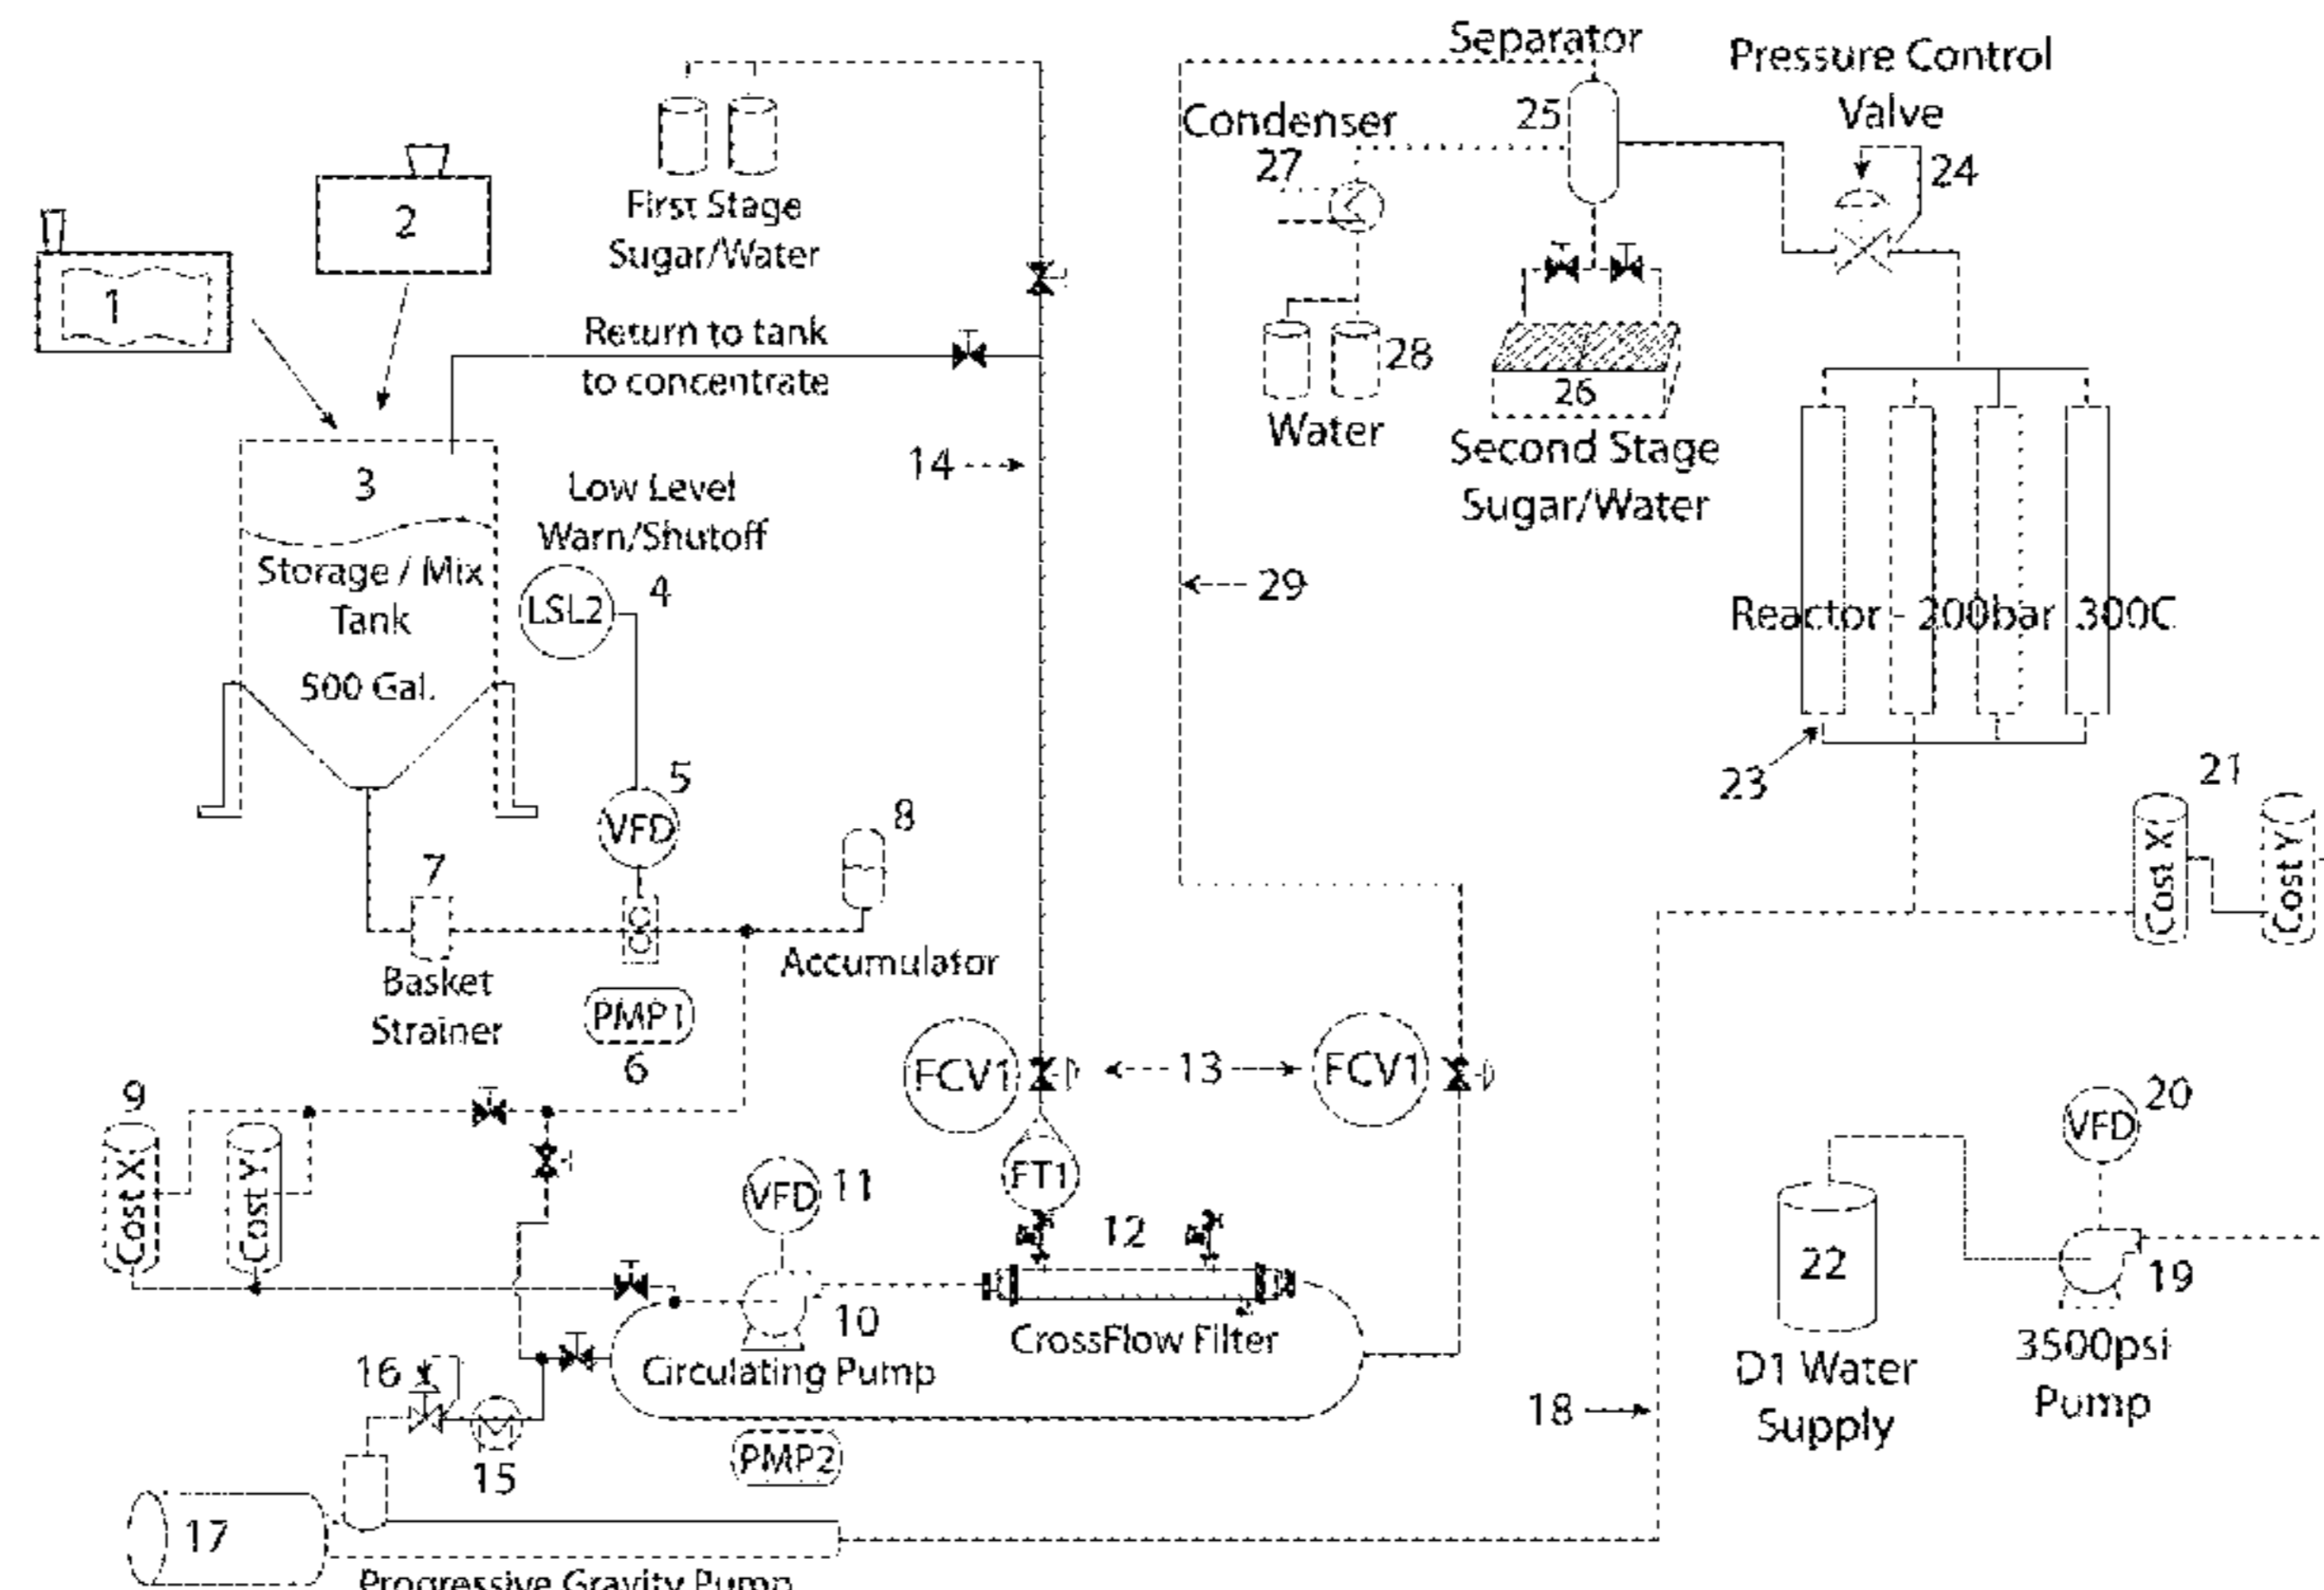 Separator
Pressure Control
Valve
25
Condenser
27
24
First Stage
Sugar/Water
2
1
Return to tank
to concentrate
28
Water
26
Second Stage
Sugar/Water
14
3
Low Level
Warn/Shutoff
4
LSL2
Storage / Mix
Tank
500 Gal.
29
Reactor - 200bar 300C
23
21
Cost X
Cost Y
5
VFD
8
7
Basket
Strainer
Accumulator
PMP1
6
FCV1
13
FCV1
9
Cost X
Cost Y
VFD
11
FT1
12
VFD
20
22
19
10
Circulating Pump
CrossFlow Filter
D1 Water
Supply
3500psi
Pump
16
15
PMP2
18
17
Progressive Gravity Pump